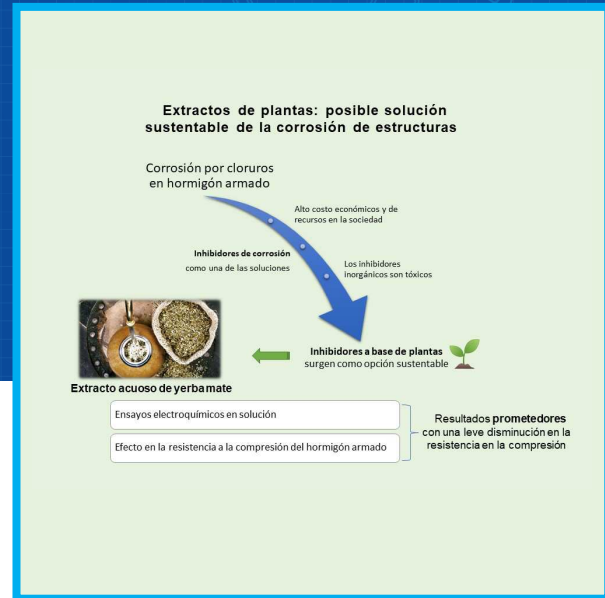 Extractos de plantas: posible solución
sustentable de la corrosión de estructuras
Corrosión por cloruros
en hormigón armado
Alto costo económicos y de
recursos en la sociedad
Inhibidores de corrosión
como una de las soluciones
Los inhibidores
inorgánicos son tóxicos
Inhibidores a base de plantas
surgen como opción sustentable
Extracto acuoso de yerba mate
Ensayos electroquímicos en solución
Efecto en la resistencia a la compresión del hormigón armado
Resultados prometedores
con una leve disminución en la
resistencia en la compresión